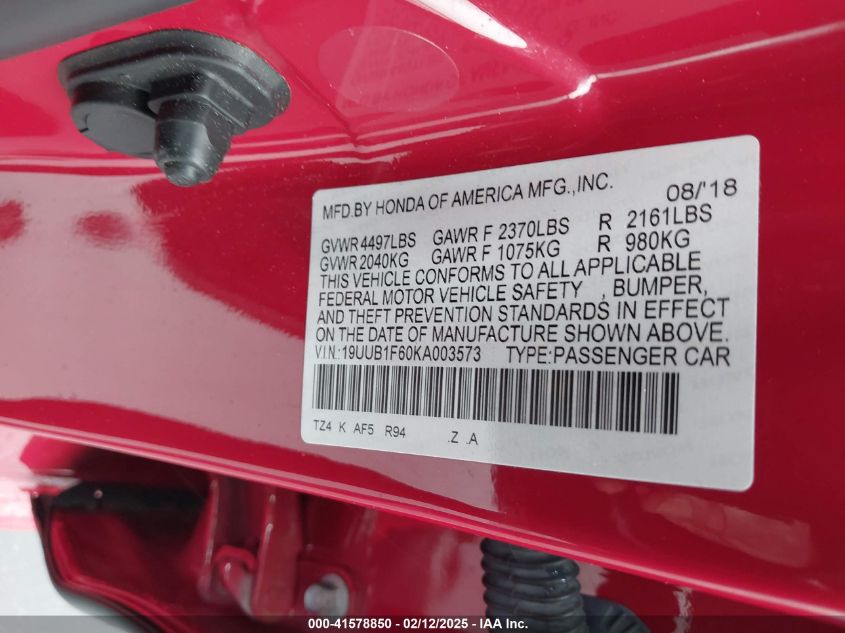 MFD.BY HONDA OF AMERICA MFG.,INC. 08/'18
GVWR 4497LBS GAWR F 2370LBS R 2161LBS
GVWR 2040KG GAWR F 1075KG R 980KG
THIS VEHICLE CONFORMS TO ALL APPLICABLE
FEDERAL MOTOR VEHICLE SAFETY , BUMPER,
AND THEFT PREVENTION STANDARDS IN EFFECT
ON THE DATE OF MANUFACTURE SHOWN ABOVE.
VIN:19UUB1F60KA003573 TYPE:PASSENGER CAR
TZ4 K AF5 R94 .Z .A
000-41578850 - 02/12/2025 - IAA Inc.